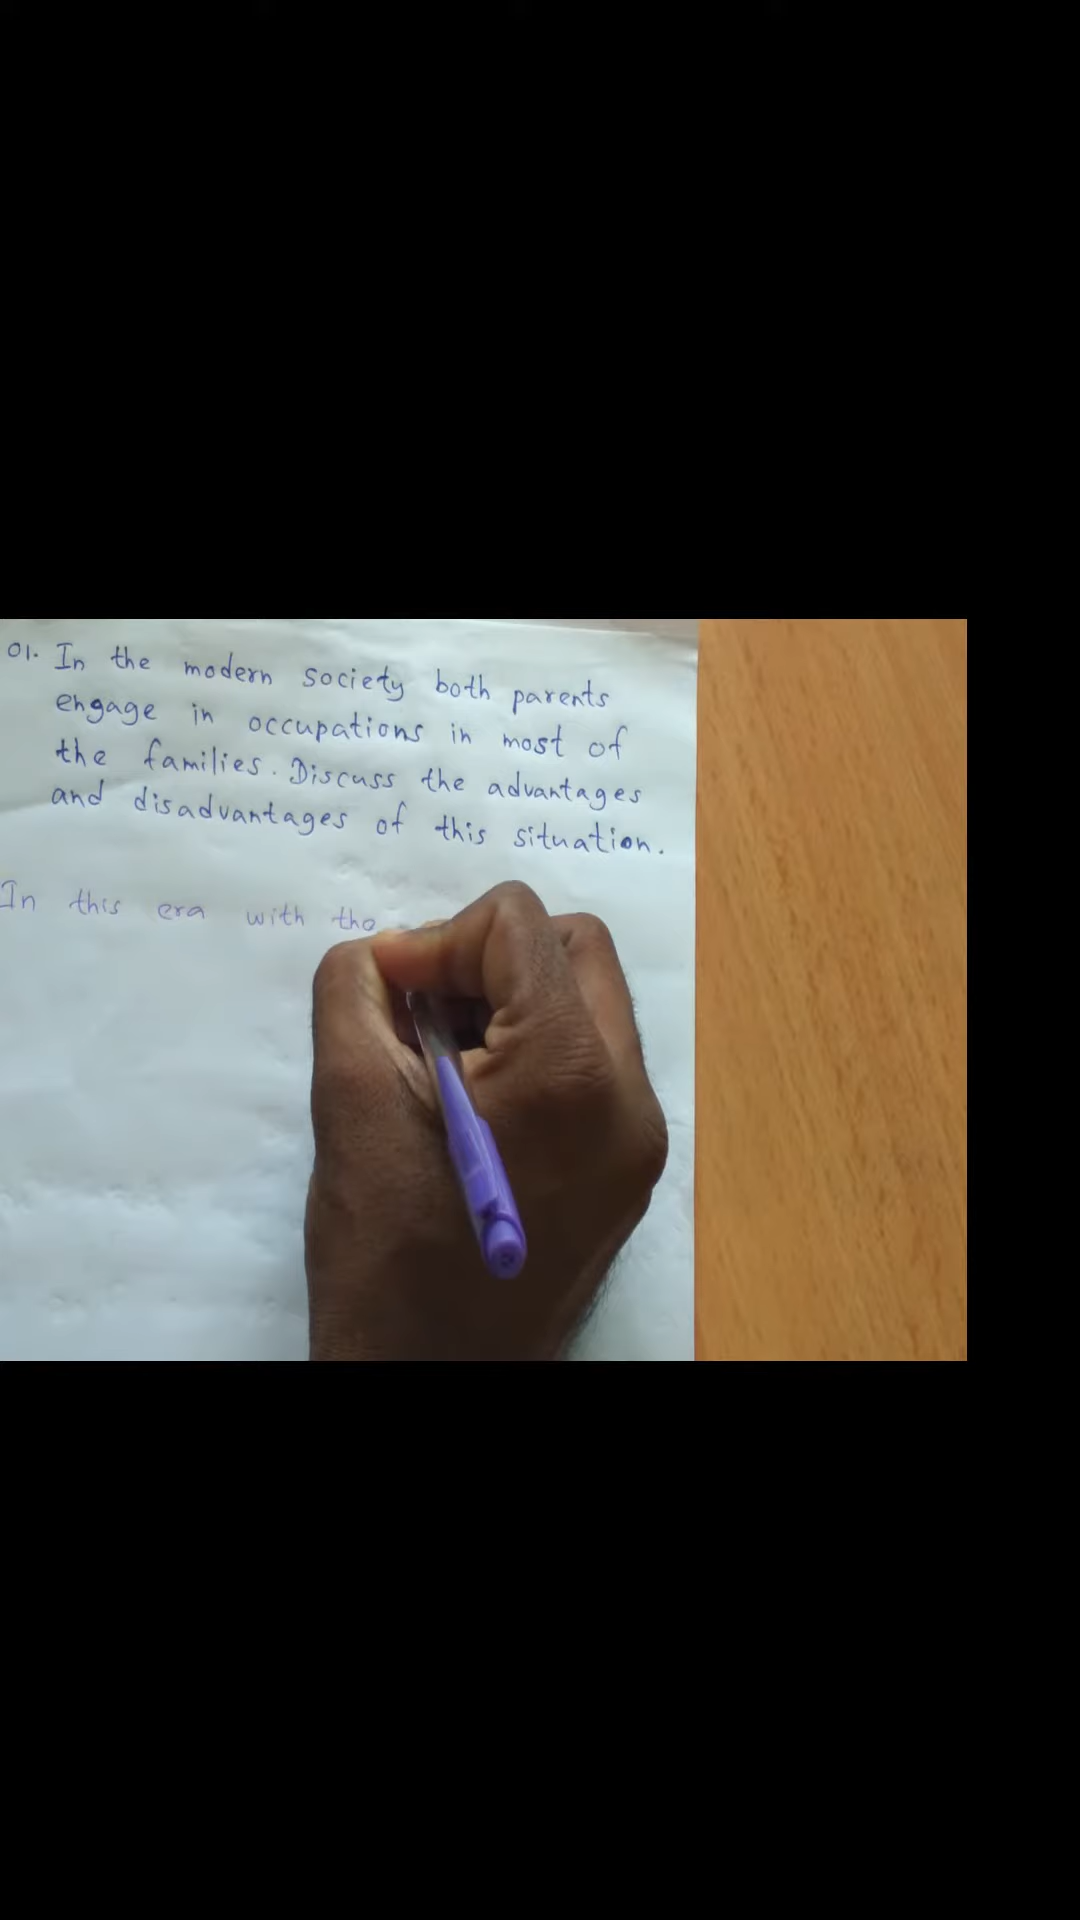 01. In the modern society both parents
engage in occupations in most of
the families. Discuss the advantages
and disadvantages of this situation.
In this era with the